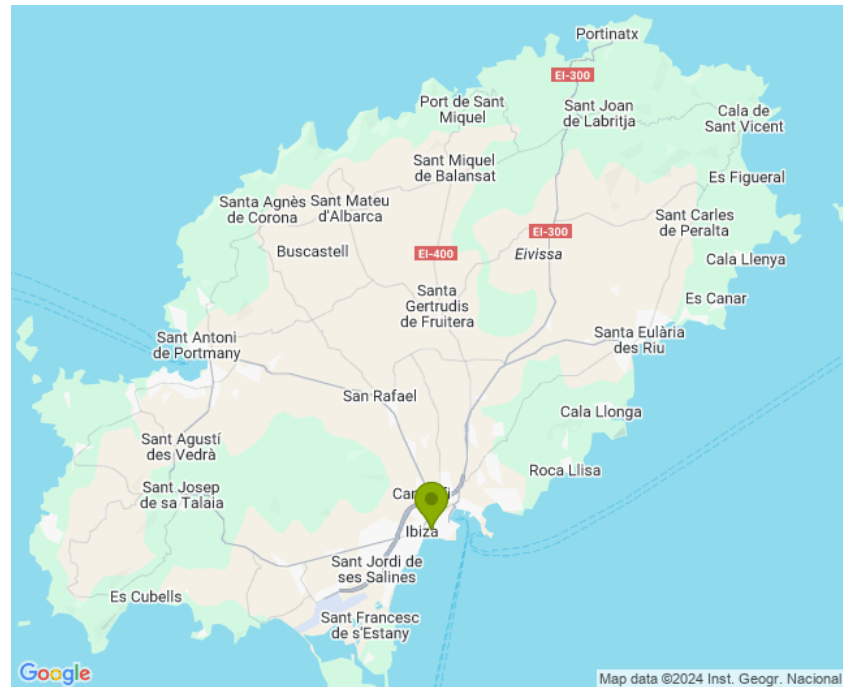 Portinatx
EI-300
Port de Sant
Miquel
Sant Joan
de Labritja
Cala de
Sant Vicent
Sant Miquel
de Balansat
Es Figueral
Santa Agnès
de Corona
Sant Mateu
d'Albarca
Sant Carles
de Peralta
EI-300
Buscastell
EI-400
Eivissa
Cala Llenya
Santa
Gertrudis
de Fruitera
Es Canar
Sant Antoni
de Portmany
Santa Eulària
des Riu
San Rafael
Cala Llonga
Sant Agustí
des Vedrà
Roca Llisa
Sant Josep
de sa Talaia
Ibiza
Sant Jordi de
ses Salines
Es Cubells
Sant Francesc
de s'Estany
Google
Map data ©2024 Inst. Geogr. Nacional